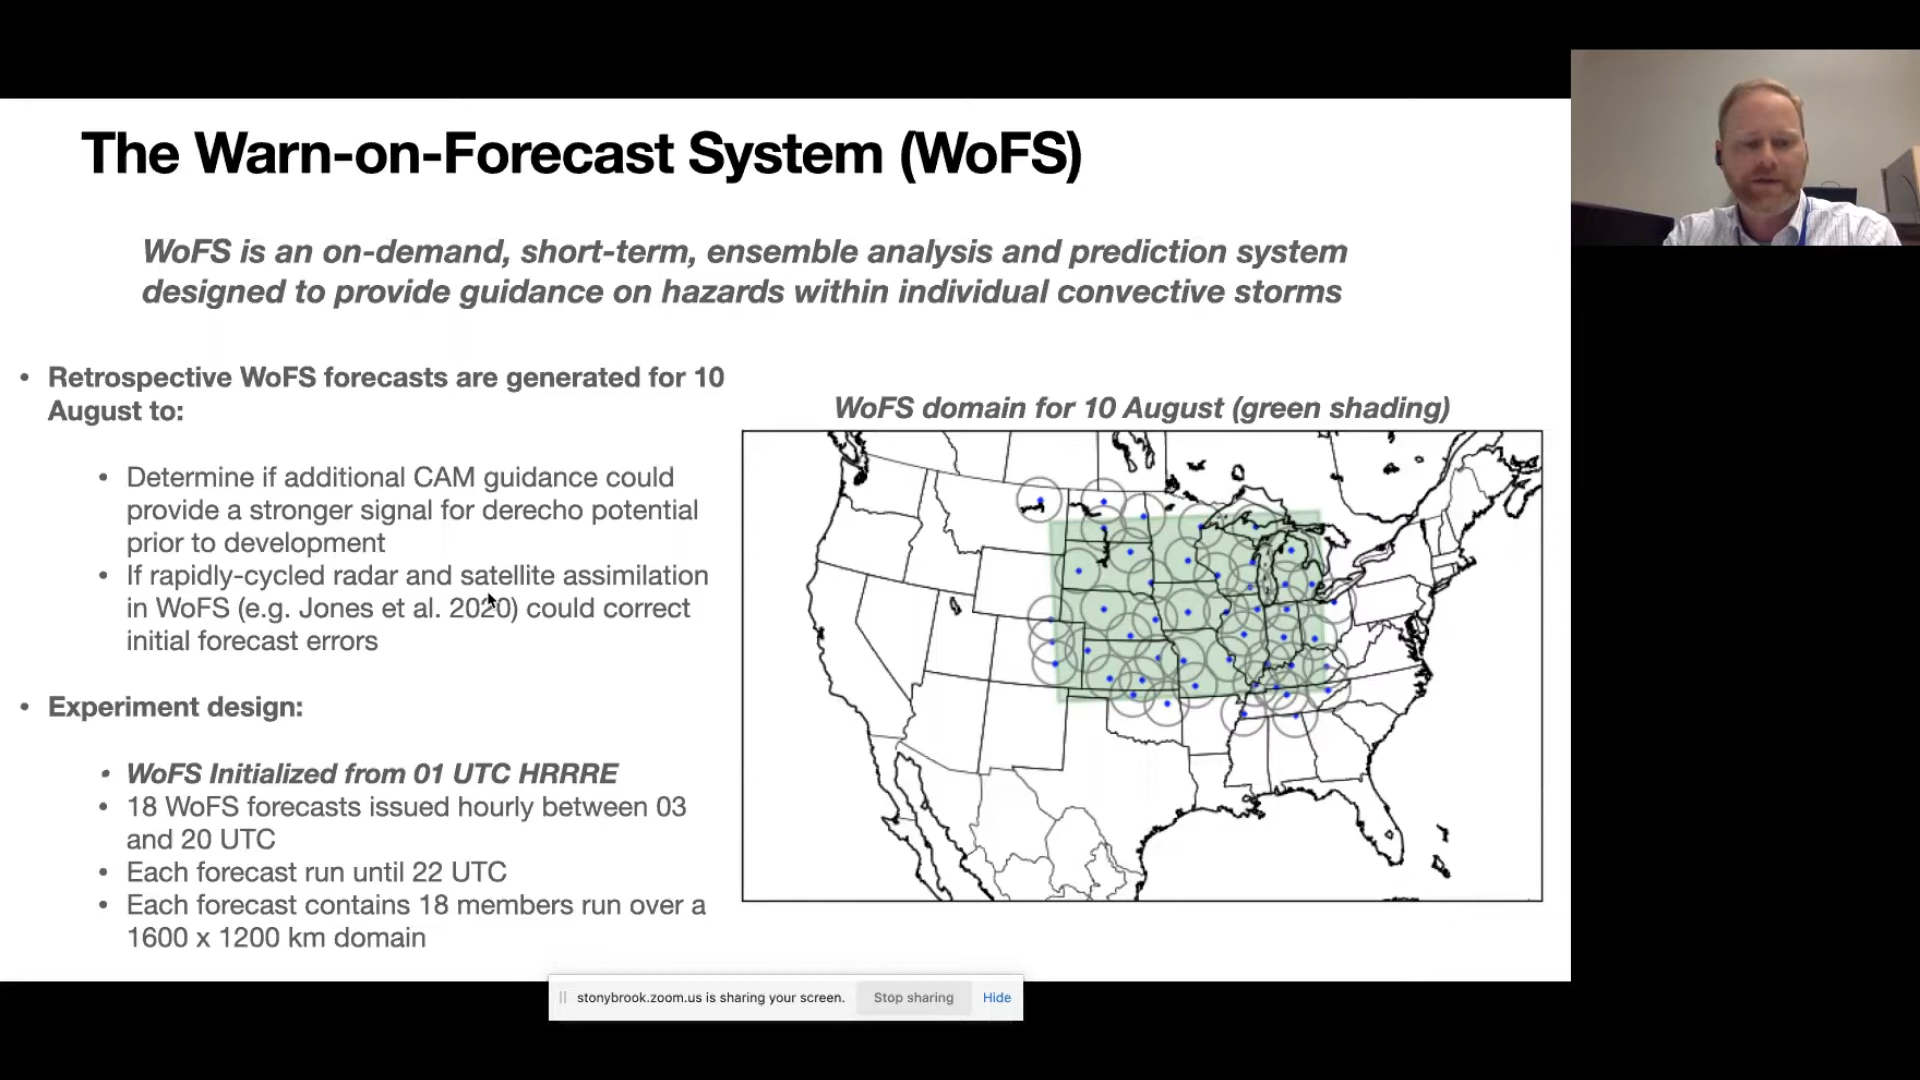 The Warn-on-Forecast System (WoFS)
WoFS is an on-demand, short-term, ensemble analysis and prediction system
designed to provide guidance on hazards within individual convective storms
• Retrospective WoFS forecasts are generated for 10
August to:
• Determine if additional CAM guidance could
provide a stronger signal for derecho potential
prior to development
• If rapidly-cycled radar and satellite assimilation
in WoFS (e.g. Jones et al. 2020) could correct
initial forecast errors
• Experiment design:
• WoFS Initialized from 01 UTC HRRRE
• 18 WoFS forecasts issued hourly between 03
and 20 UTC
• Each forecast run until 22 UTC
• Each forecast contains 18 members run over a
1600 x 1200 km domain
WoFS domain for 10 August (green shading)
stonybrook.zoom.us is sharing your screen. Stop sharing Hide